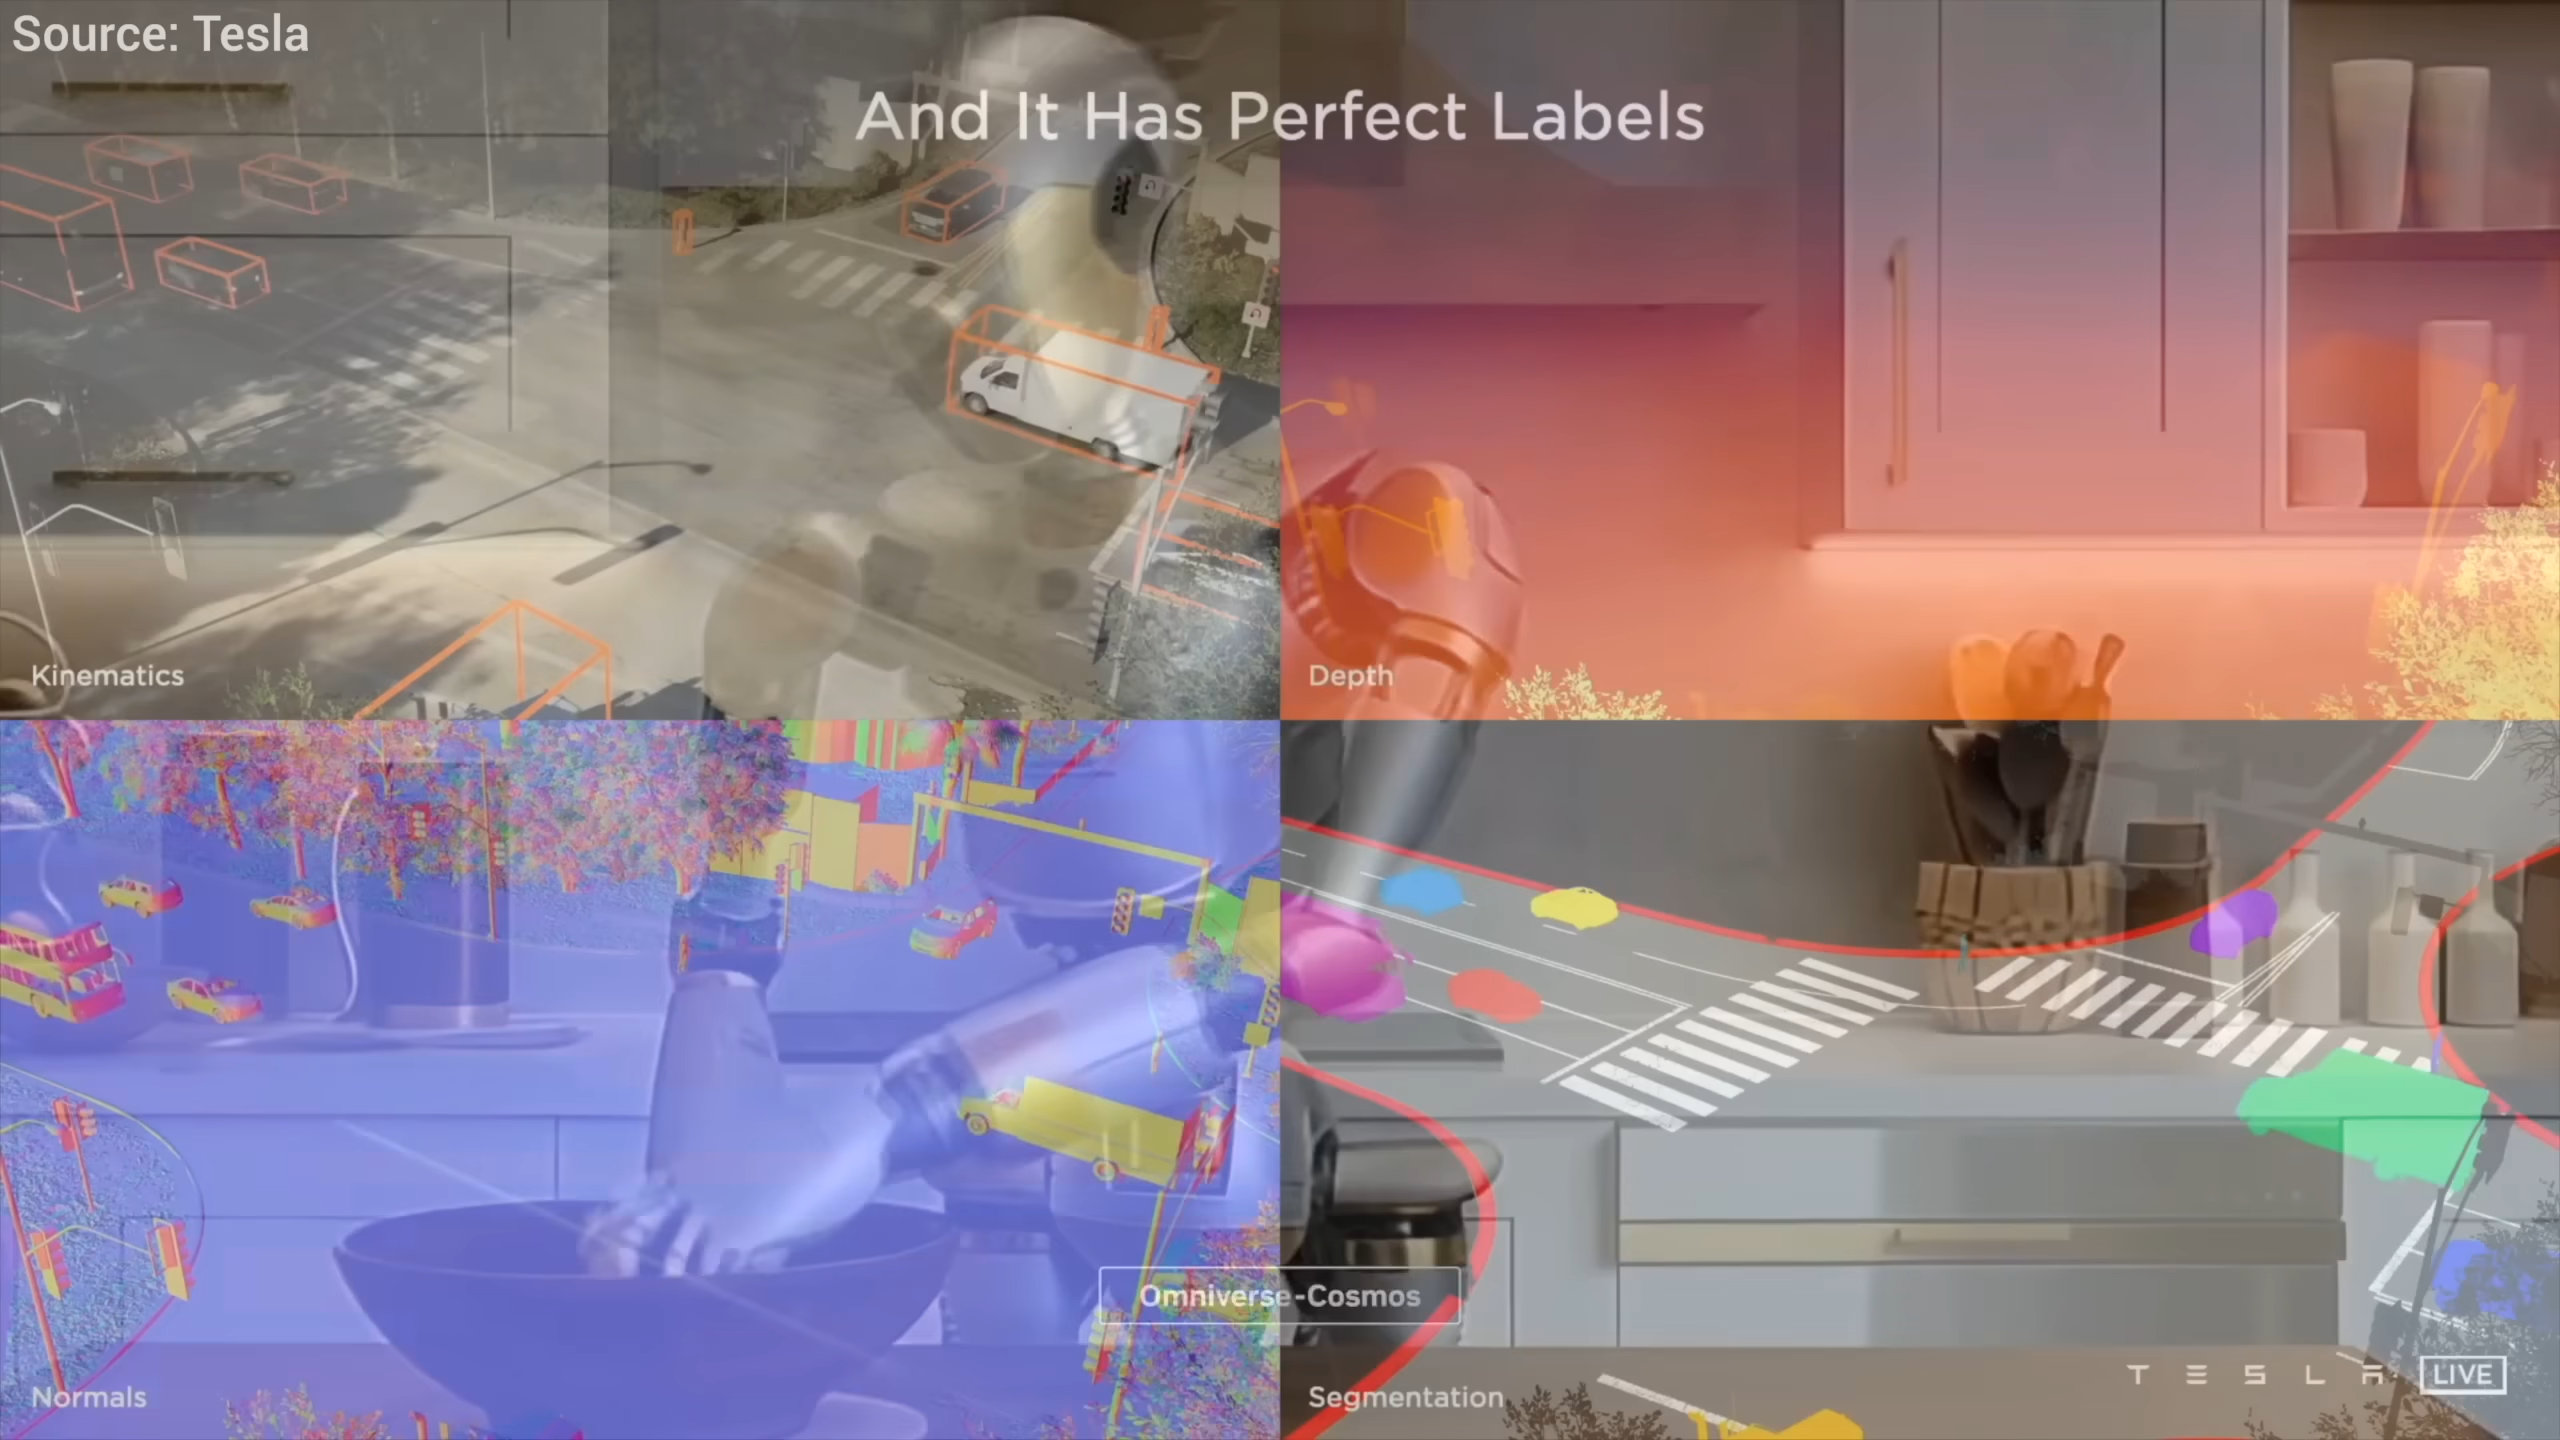 Source: Tesla
And It Has Perfect Labels
Kinematics
Depth
Omniverse-Cosmos
Normals
Segmentation
TESLA LIVE